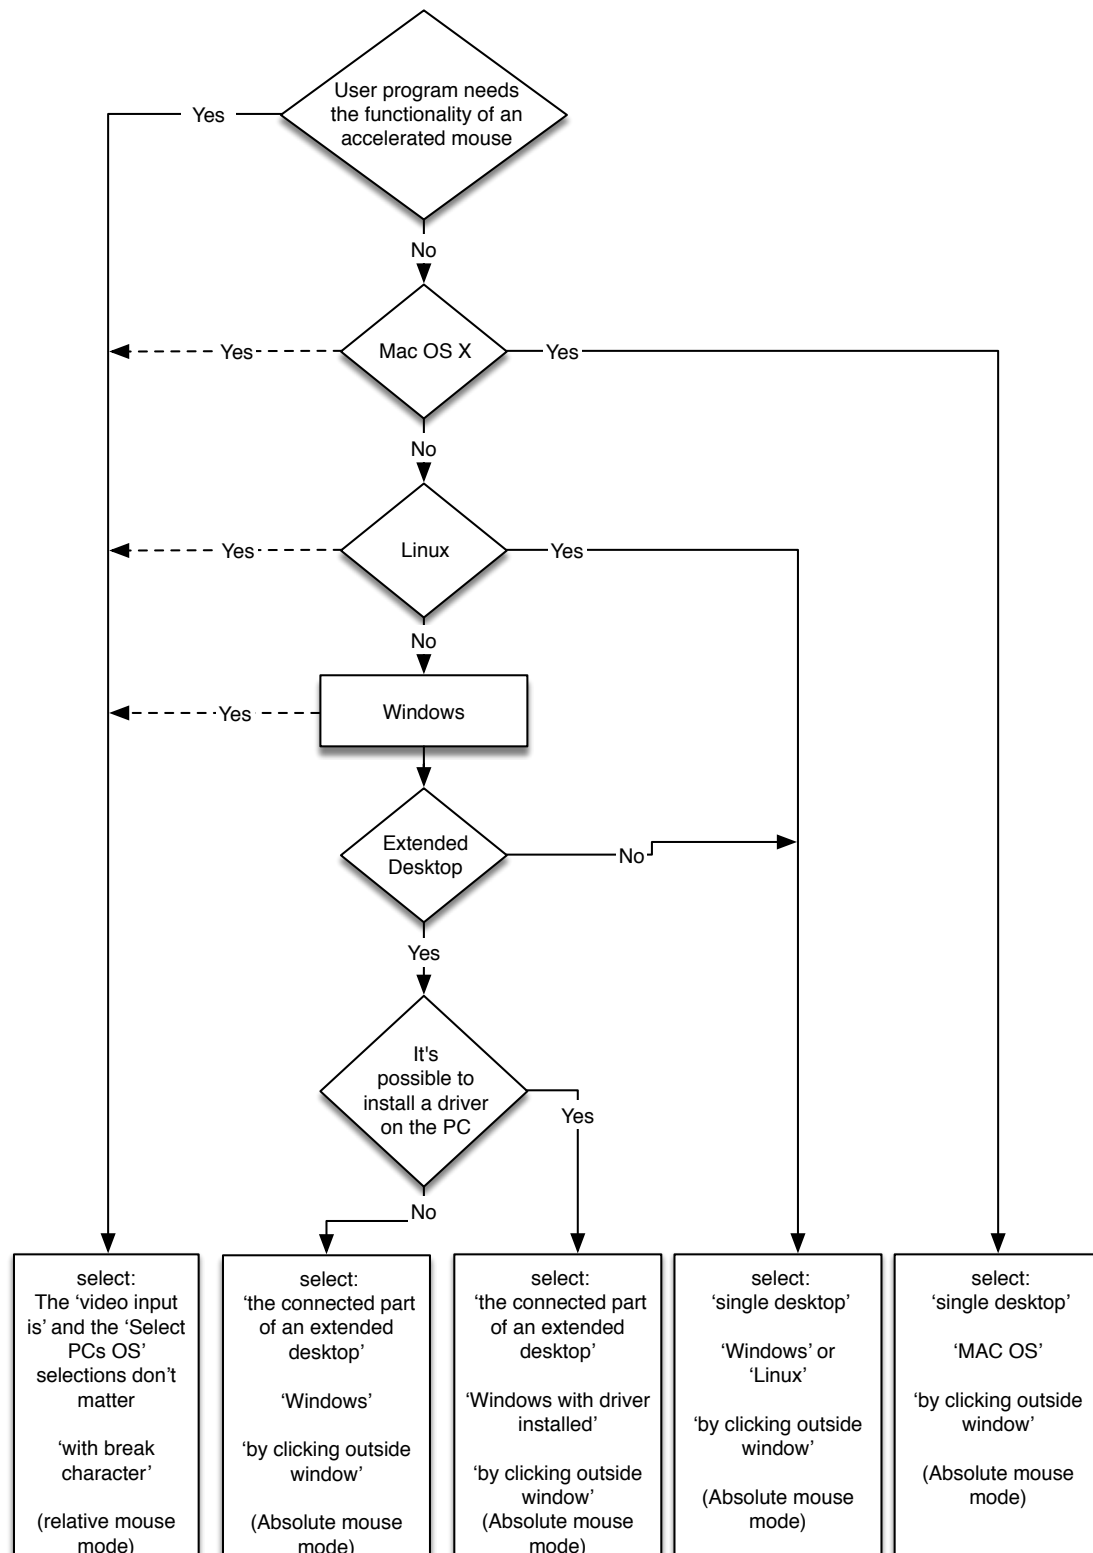 User program needs
the functionality of an
accelerated mouse
Yes
No
Mac OS X
Yes
Yes
No
Linux
Yes
Yes
No
Windows
Yes
Extended
Desktop
No
Yes
It's
possible to
install a driver
on the PC
Yes
No
select:
The ‘video input
is’ and the ‘Select
PCs OS’
selections don’t
matter
‘with break
character’
(relative mouse
mode)
select:
‘the connected part
of an extended
desktop’
‘Windows’
‘by clicking outside
window’
(Absolute mouse
mode)
select:
‘the connected part
of an extended
desktop’
‘Windows with driver
installed’
‘by clicking outside
window’
(Absolute mouse
mode)
select:
‘single desktop’
‘Windows’ or
‘Linux’
‘by clicking outside
window’
(Absolute mouse
mode)
select:
‘single desktop’
‘MAC OS’
‘by clicking outside
window’
(Absolute mouse
mode)